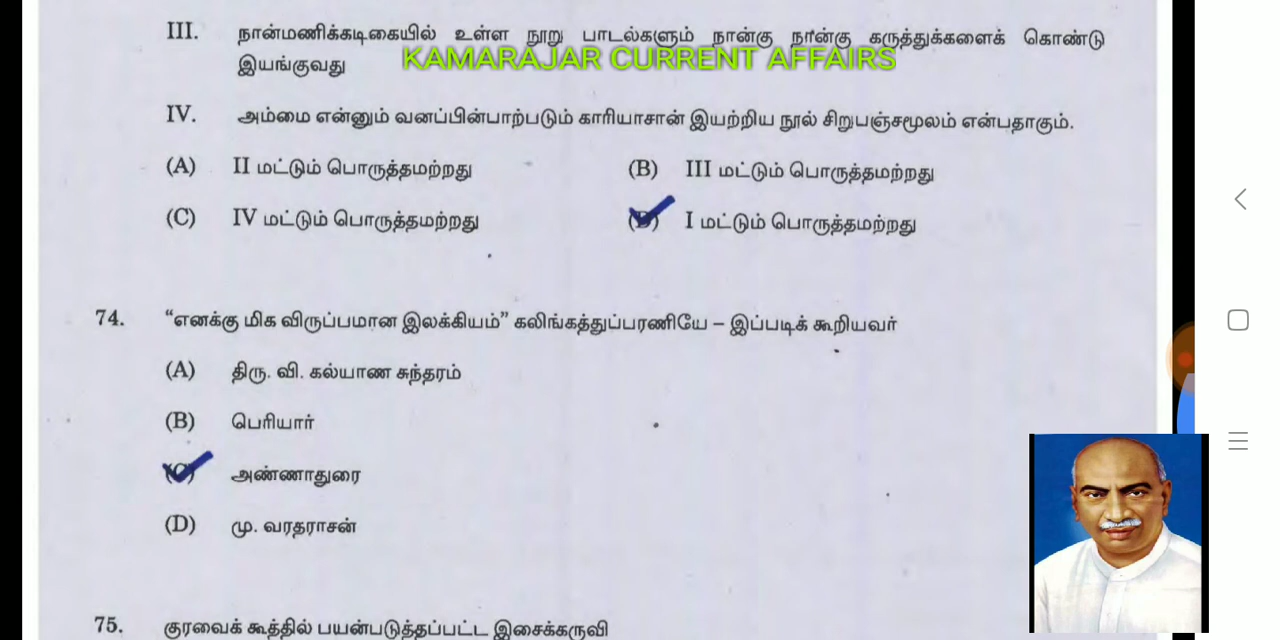 III. நான்மணிக்கடிகையில் உள்ள நூறு பாடல்களும் நான்கு நான்கு கருத்துக்களைக் கொண்டு
இயங்குவது
KAMARAJAR CURRENT AFFAIRS
IV. அம்மை என்னும் வனப்பின்பாற்படும் காரியாசான் இயற்றிய நூல் சிறுபஞ்சமூலம் என்பதாகும்.
(A) II மட்டும் பொருத்தமற்றது (B) III மட்டும் பொருத்தமற்றது
(C) IV மட்டும் பொருத்தமற்றது (D) I மட்டும் பொருத்தமற்றது
74. “எனக்கு மிக விருப்பமான இலக்கியம்” கலிங்கத்துப்பரணியே – இப்படிக் கூறியவர்
(A) திரு. வி. கல்யாண சுந்தரம்
(B) பெரியார்
(C) அண்ணாதுரை
(D) மு. வரதராசன்
75. குரவைக் கூத்தில் பயன்படுத்தப்பட்ட இசைக்கருவி